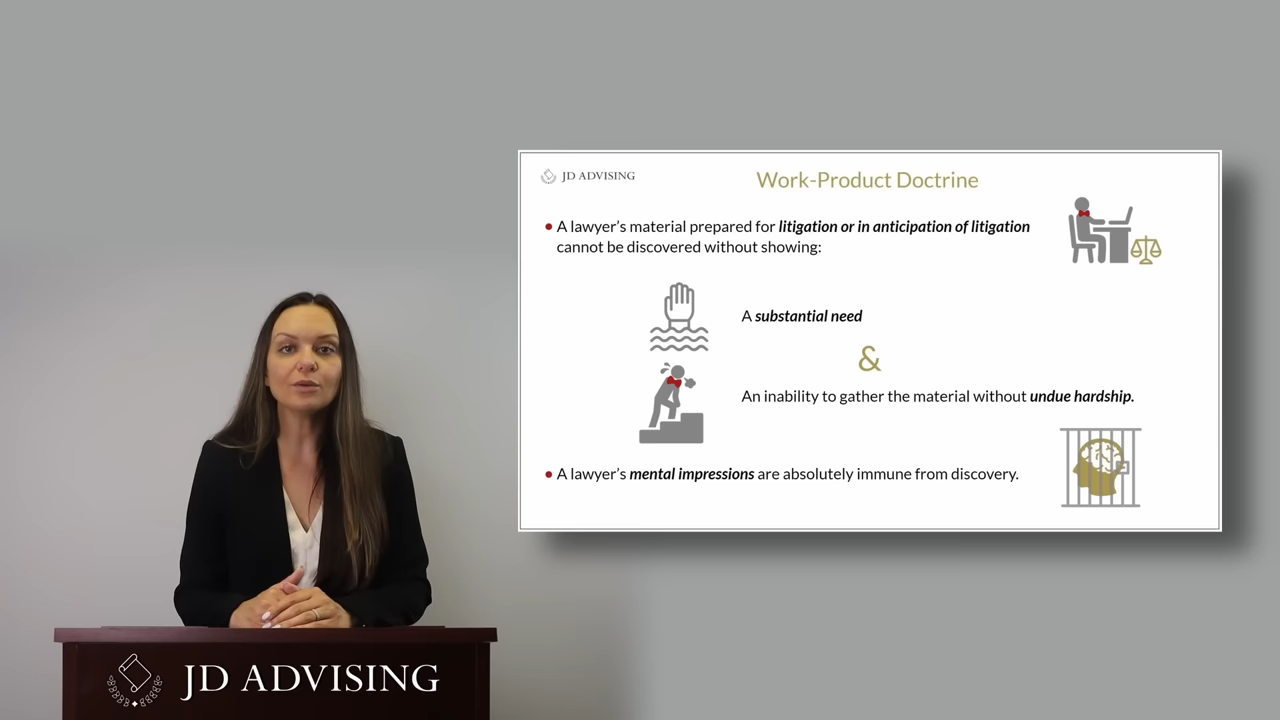 JD ADVISING
Work-Product Doctrine
• A lawyer's material prepared for litigation or in anticipation of litigation
cannot be discovered without showing:
A substantial need
&
An inability to gather the material without undue hardship.
• A lawyer's mental impressions are absolutely immune from discovery.
JD ADVISING